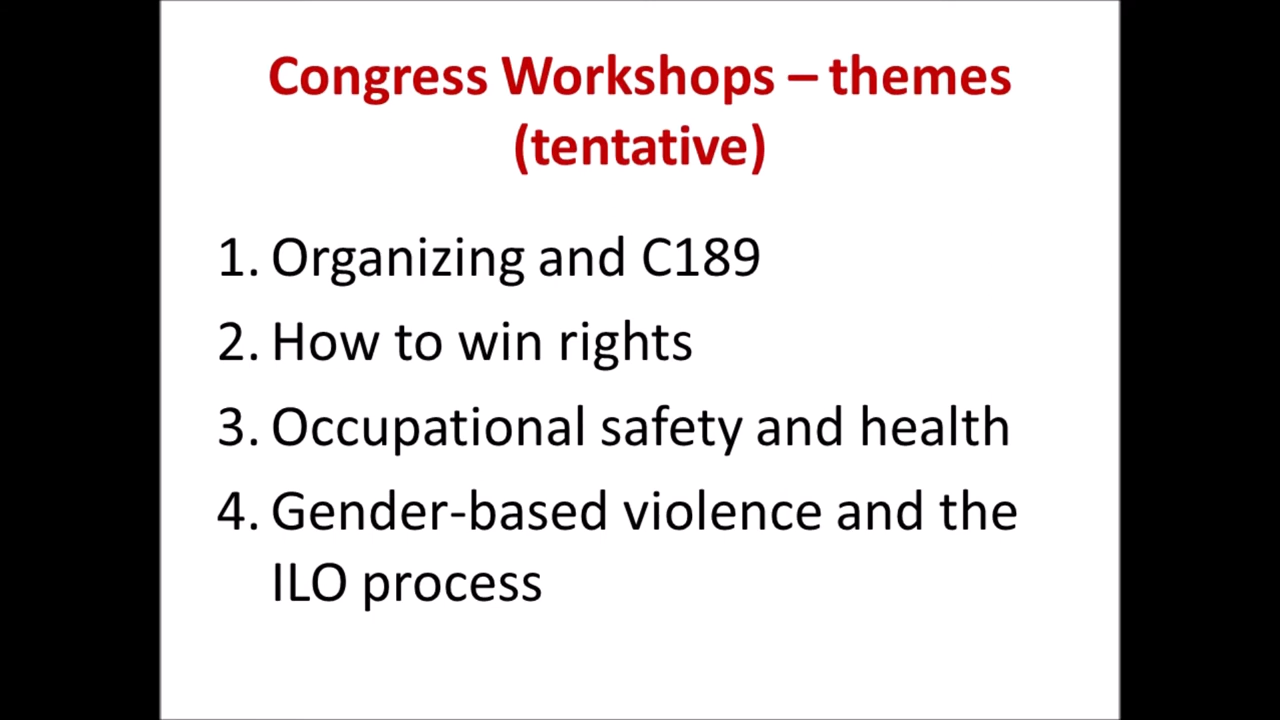 Congress Workshops – themes
(tentative)
1. Organizing and C189
2. How to win rights
3. Occupational safety and health
4. Gender-based violence and the
ILO process